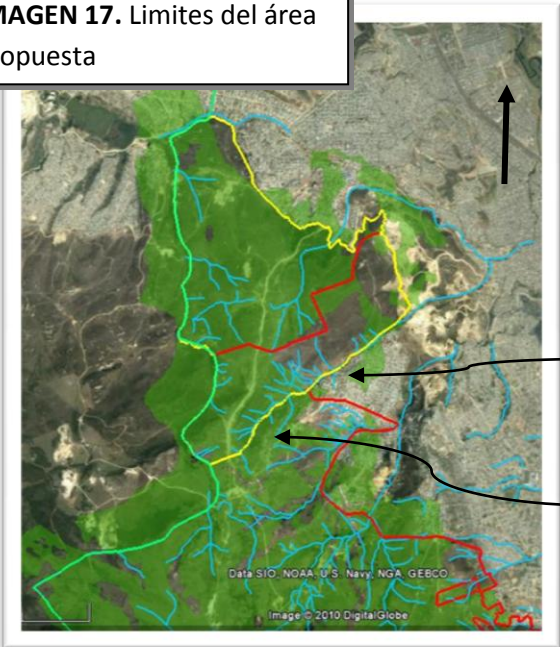 MAGEN 17. Limites del área
opuesta
Data SIO, NOAA, U.S. Navy, NGA, GEBCO
Image © 2010 DigitalGlobe